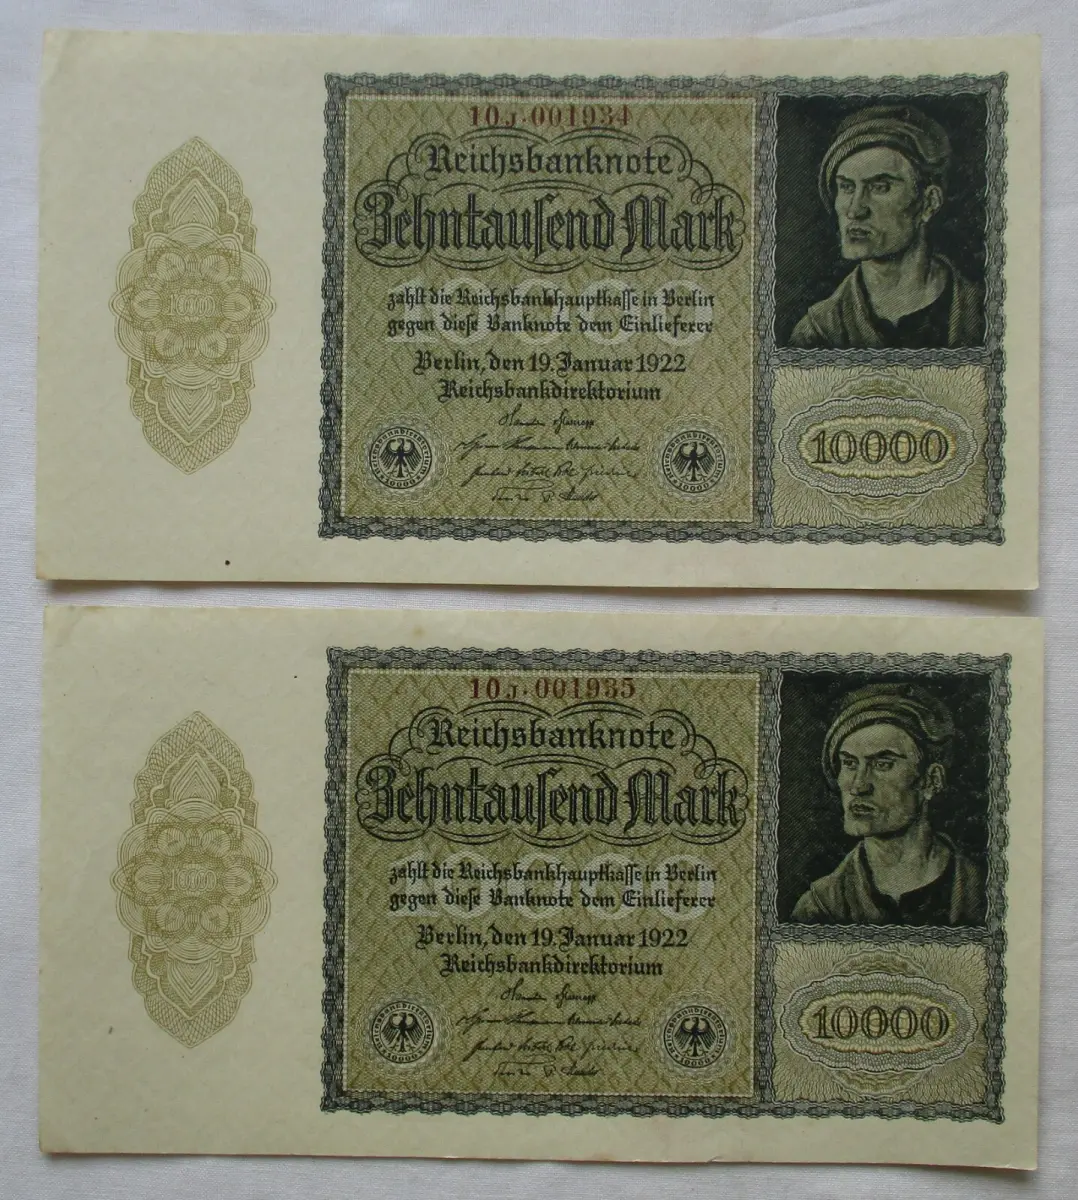 10J·001934
Reichsbanknote
Zehntausend Mark
zahlt die Reichsbankhauptkasse in Berlin
gegen diese Banknote dem Einlieferer
Berlin, den 19. Januar 1922
Reichsbankdirektorium
10000
10J·001935
Reichsbanknote
Zehntausend Mark
zahlt die Reichsbankhauptkasse in Berlin
gegen diese Banknote dem Einlieferer
Berlin, den 19. Januar 1922
Reichsbankdirektorium
10000